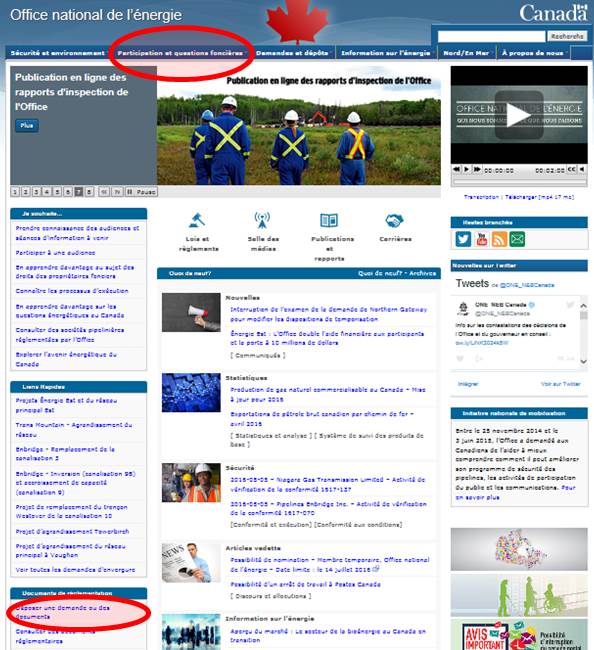 Office national de l'énergie
Canada
Recherche
Sécurité et environnement
Participation et questions foncières
Demandes et dépôts
Information sur l'énergie
Nord/En Mer
À propos de nous
Publication en ligne des
rapports d'inspection de
l'Office
Plus
Publication en ligne des rapports d'inspection de l'Office
1 2 3 4 5 6 7 8
Pause
OFFICE NATIONAL DE L'ÉNERGIE
QUI NOUS SOMMES ET CE QUE NOUS FAISONS
00:00:00
00:02:00
CC
Transcription : Télécharger [mp4 17 mo]
Je souhaite...
Prendre connaissance des audiences et
séances d'information à venir
Participer à une audience
En apprendre davantage au sujet des
droits des propriétaires fonciers
Connaître les processus d'exécution
En apprendre davantage sur les
questions énergétiques au Canada
Consulter des sociétés pipelinières
réglementées par l'Office
Explorer l'avenir énergétique du
Canada
Liens Rapides
Projets Énergie Est et du réseau
principal Est
Trans Mountain - Agrandissement du
réseau
Enbridge - Remplacement de la
canalisation 3
Enbridge - Inversion (canalisation 9B)
et accroissement de capacité
(canalisation 9)
Projet de remplacement du tronçon
Westover de la canalisation 10
Projet d'agrandissement Towerbirch
Projet d'agrandissement du réseau
principal à Vaughan
Voir toutes les demandes d'envergure
Documents de réglementation
Déposer une demande ou des
documents
Consulter des documents
réglementaires
Lois et
règlements
Salle des
médias
Publications
et
rapports
Carrières
Quoi de neuf?
Quoi de neuf? - Archives
Nouvelles
Interruption de l'examen de la demande de Northern Gateway
pour modifier les dispositions de temporisation
Énergie Est : L'Office double l'aide financière aux participants
et la porte à 10 millions de dollars
[ Communiqués ]
Statistiques
Production de gaz naturel commercialisable au Canada – Mise
à jour pour 2016
Exportations de pétrole brut canadien par chemin de fer –
avril 2016
[ Statistiques et analyse ] [ Système de suivi des produits de
base ]
Sécurité
2016-05-05 – Niagara Gas Transmission Limited – Activité de
vérification de la conformité 1617-137
2016-05-03 – Pipelines Enbridge Inc. – Activité de vérification
de la conformité 1617-070
[Conformité et exécution] [Conformité aux conditions]
NEWS
Articles vedette
Possibilité de nomination – Membre temporaire, Office national
de l'énergie – Date limite : le 14 juillet 2016
Possibilité d'un arrêt de travail à Postes Canada
[ Discours et allocutions ]
Information sur l'énergie
Aperçu du marché : Le secteur de la bioénergie au Canada en
transition
Restez branchés
You Tube
Nouvelles sur Twitter
Tweets de @ONE_NEBCanada
ONE_NEBCanada
@ONE_NEBCanada
Info sur les contestations des décisions de
l'Office et du gouverneur en conseil :
Intégrer
Voir sur Twitter
Initiative nationale de mobilisation
Entre le 25 novembre 2014 et le
3 juin 2015, l'Office a demandé aux
Canadiens de l'aider à mieux
comprendre comment il peut améliorer
son programme de sécurité des
pipelines, les activités de participation
du public et les communications. Pour
en savoir plus
AVIS
IMPORTANT
Possibilité
d'interruption
du service postal